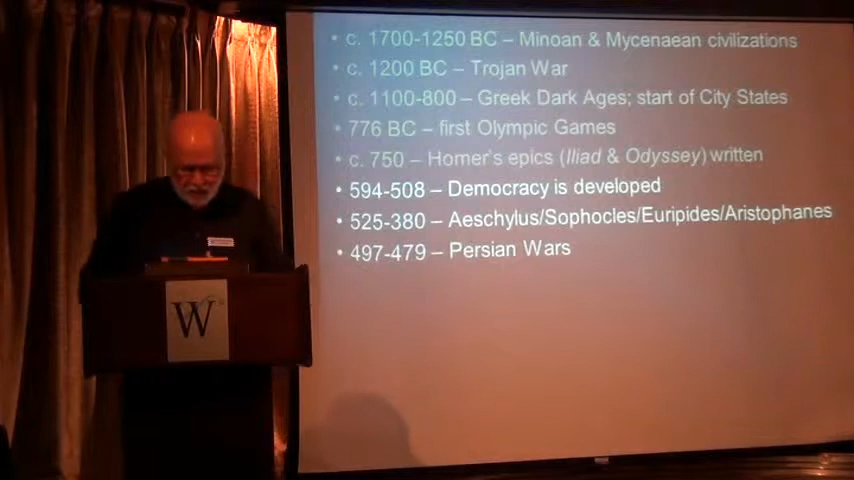 • c. 1700-1250 BC – Minoan & Mycenaean civilizations
• c. 1200 BC – Trojan War
• c. 1100-800 – Greek Dark Ages; start of City States
• 776 BC – first Olympic Games
• c. 750 – Homer's epics (Iliad & Odyssey) written
• 594-508 – Democracy is developed
• 525-380 – Aeschylus/Sophocles/Euripides/Aristophanes
• 497-479 – Persian Wars
W